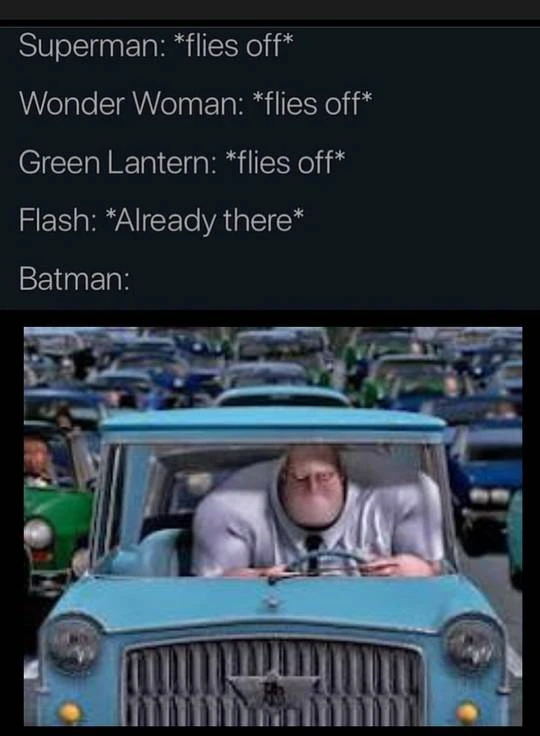 Superman: *flies off*
Wonder Woman: *flies off*
Green Lantern: *flies off*
Flash: *Already there*
Batman: